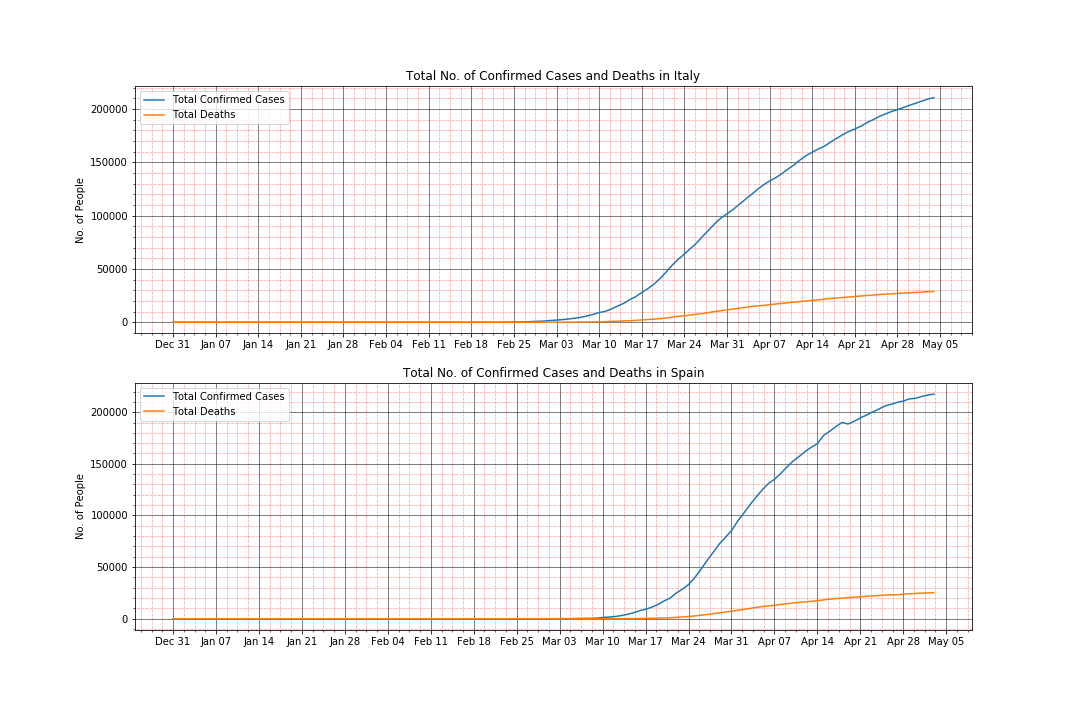 Total No. of Confirmed Cases and Deaths in Italy
Total Confirmed Cases
Total Deaths
No. of People
200000
150000
100000
50000
0
Dec 31 Jan 07 Jan 14 Jan 21 Jan 28 Feb 04 Feb 11 Feb 18 Feb 25 Mar 03 Mar 10 Mar 17 Mar 24 Mar 31 Apr 07 Apr 14 Apr 21 Apr 28 May 05
Total No. of Confirmed Cases and Deaths in Spain
Total Confirmed Cases
Total Deaths
No. of People
200000
150000
100000
50000
0
Dec 31 Jan 07 Jan 14 Jan 21 Jan 28 Feb 04 Feb 11 Feb 18 Feb 25 Mar 03 Mar 10 Mar 17 Mar 24 Mar 31 Apr 07 Apr 14 Apr 21 Apr 28 May 05